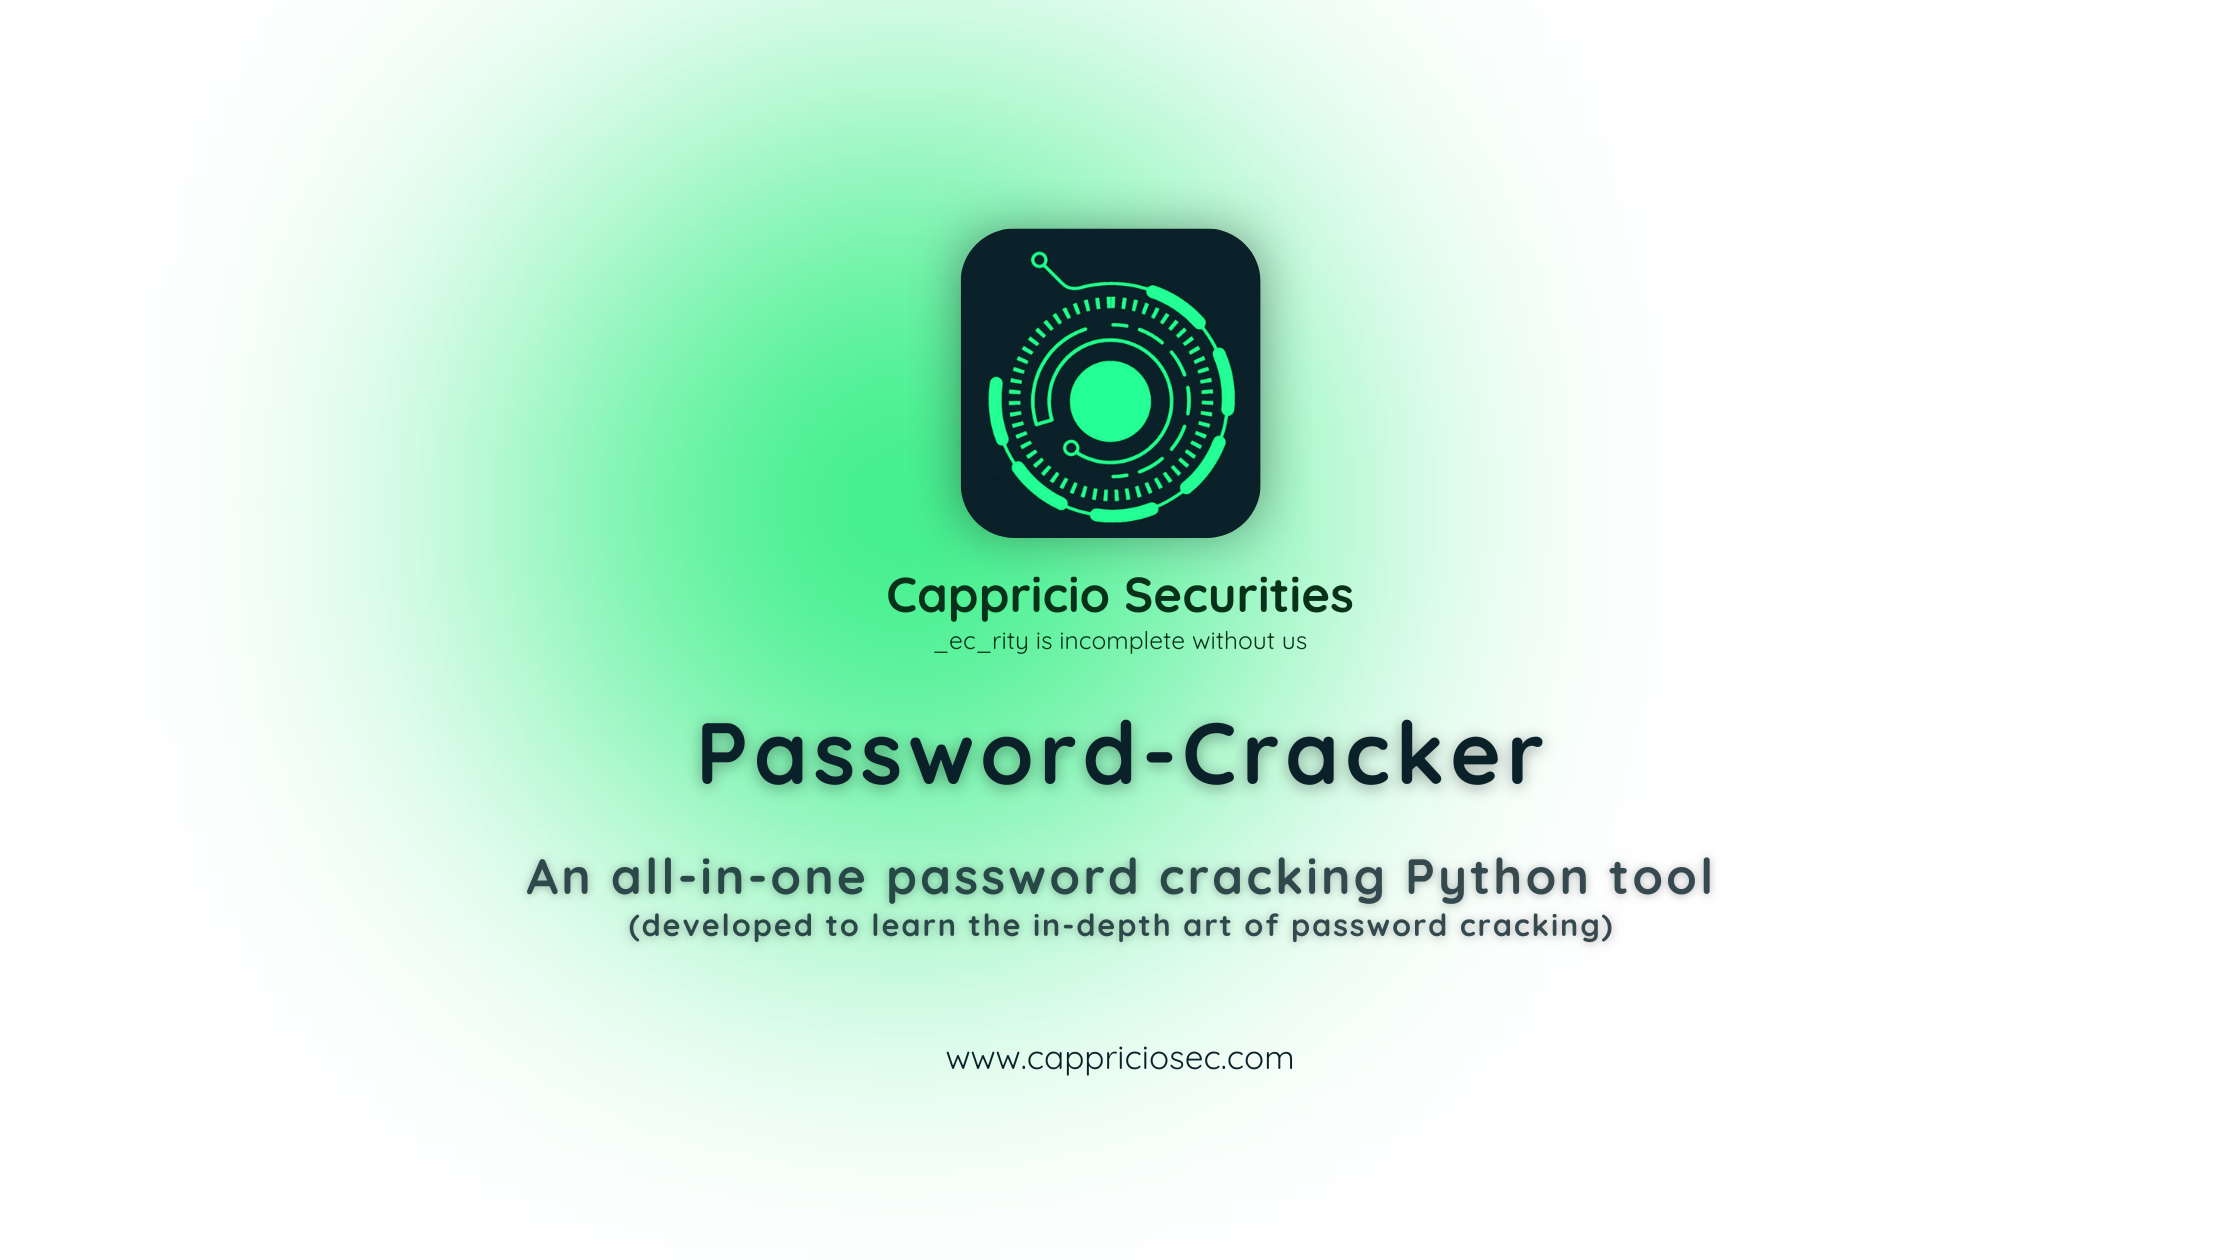 Cappricio Securities
_ec_rity is incomplete without us
Password-Cracker
An all-in-one password cracking Python tool
(developed to learn the in-depth art of password cracking)
www.cappriciosec.com